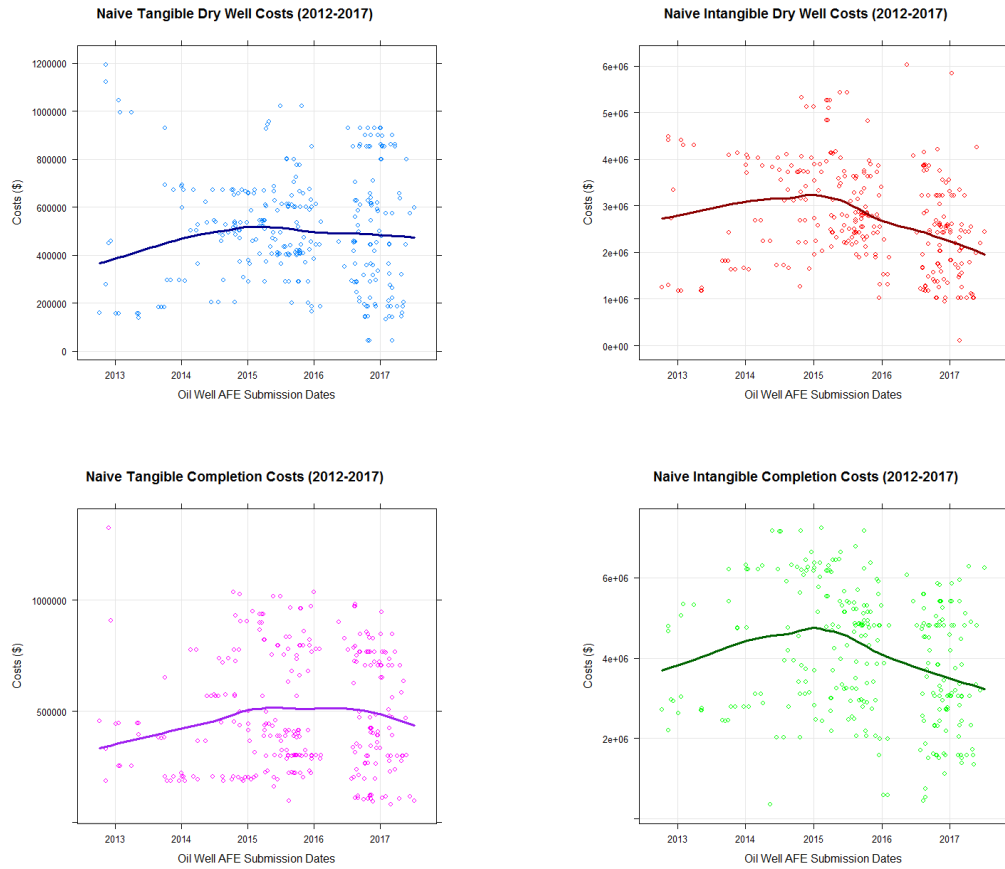 Naive Tangible Dry Well Costs (2012-2017)
Costs ($)
1200000
1000000
800000
600000
400000
200000
0
2013 2014 2015 2016 2017
Oil Well AFE Submission Dates
Naive Intangible Dry Well Costs (2012-2017)
Costs ($)
6e+06
5e+06
4e+06
3e+06
2e+06
1e+06
0e+00
2013 2014 2015 2016 2017
Oil Well AFE Submission Dates
Naive Tangible Completion Costs (2012-2017)
Costs ($)
1000000
500000
2013 2014 2015 2016 2017
Oil Well AFE Submission Dates
Naive Intangible Completion Costs (2012-2017)
Costs ($)
6e+06
4e+06
2e+06
2013 2014 2015 2016 2017
Oil Well AFE Submission Dates